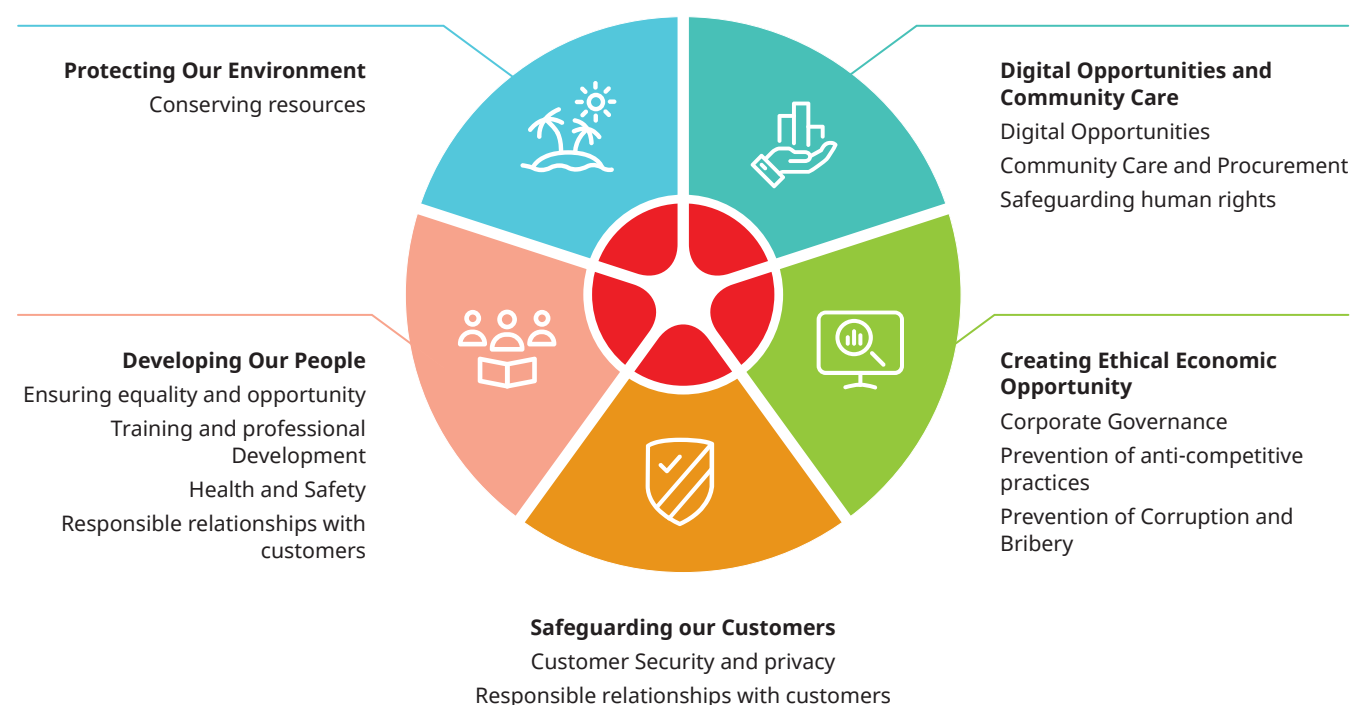 Protecting Our Environment
Conserving resources
Digital Opportunities and
Community Care
Digital Opportunities
Community Care and Procurement
Safeguarding human rights
Developing Our People
Ensuring equality and opportunity
Training and professional
Development
Health and Safety
Responsible relationships with
customers
Creating Ethical Economic
Opportunity
Corporate Governance
Prevention of anti-competitive
practices
Prevention of Corruption and
Bribery
Safeguarding our Customers
Customer Security and privacy
Responsible relationships with customers